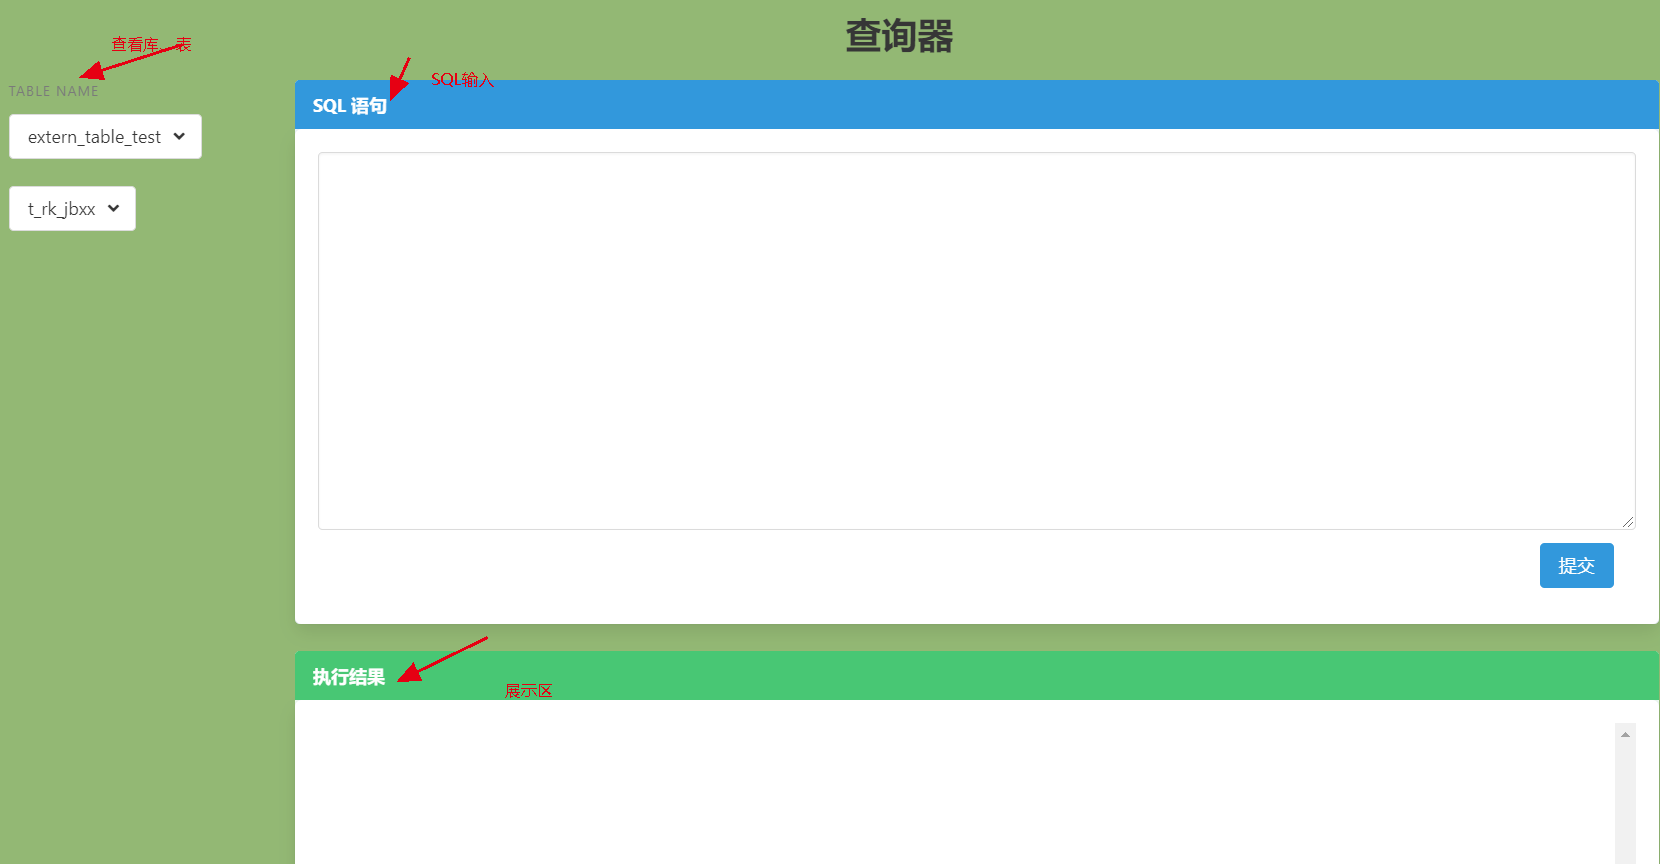 查询器
查看库、表
TABLE NAME
extern_table_test
t_rk_jbxx
SQL输入
SQL 语句
提交
执行结果
展示区